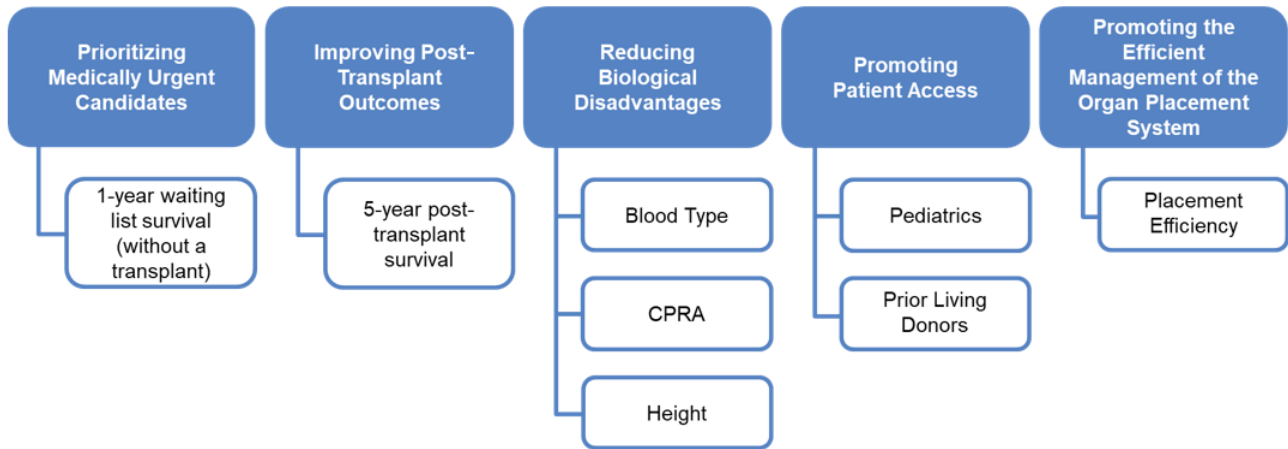 Prioritizing
Medically Urgent
Candidates
1-year waiting
list survival
(without a
transplant)
Improving Post-
Transplant
Outcomes
5-year post-
transplant
survival
Reducing
Biological
Disadvantages
Blood Type
CPRA
Height
Promoting
Patient Access
Pediatrics
Prior Living
Donors
Promoting the
Efficient
Management of the
Organ Placement
System
Placement
Efficiency